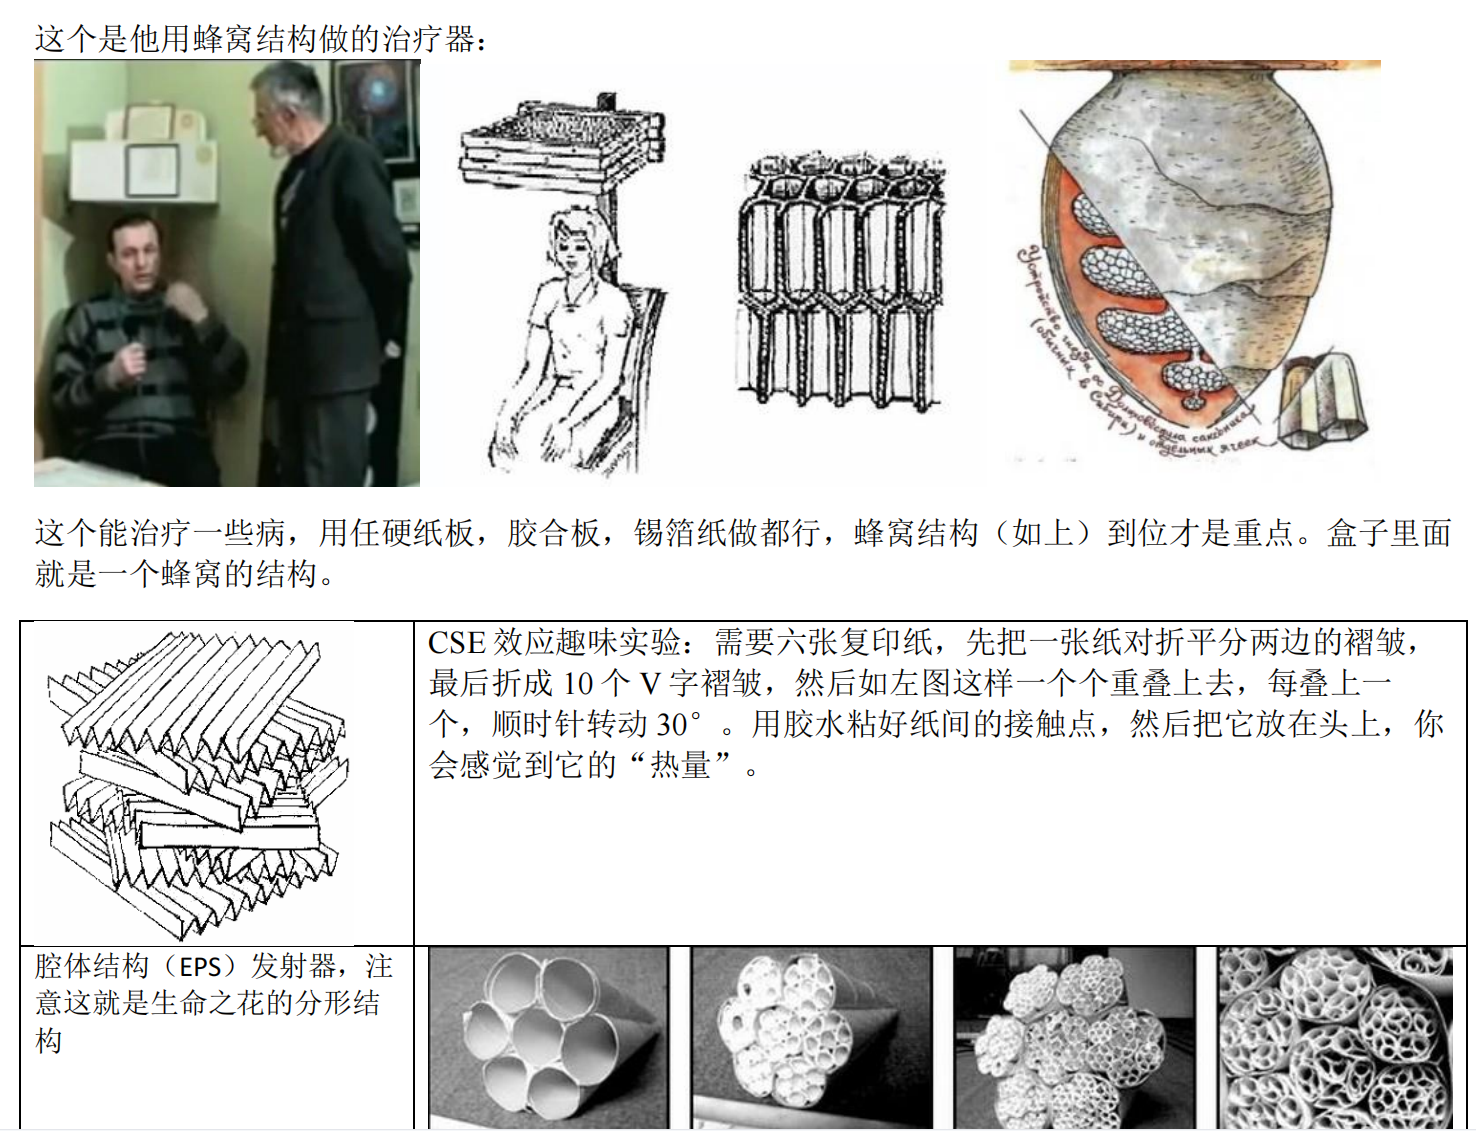 这个是他用蜂窝结构做的治疗器：
Устройство гнезда ос Долиховеспула саксоника
(обычных в Сибири) и отдельных ячеек
这个能治疗一些病，用任硬纸板，胶合板，锡箔纸做都行，蜂窝结构（如上）到位才是重点。盒子里面
就是一个蜂窝的结构。
CSE 效应趣味实验：需要六张复印纸，先把一张纸对折平分两边的褶皱，
最后折成 10 个 V 字褶皱，然后如左图这样一个个重叠上去，每叠上一
个，顺时针转动 30°。用胶水粘好纸间的接触点，然后把它放在头上，你
会感觉到它的“热量”。
腔体结构（EPS）发射器，注
意这就是生命之花的分形结
构